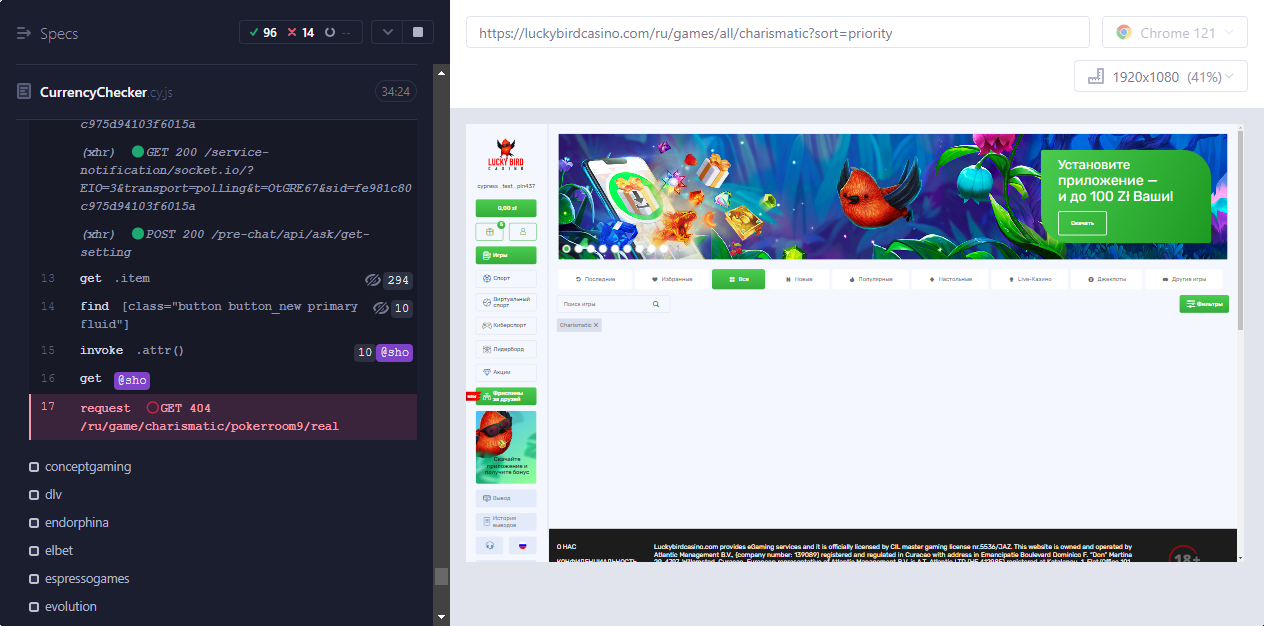 Specs
96 14 --
CurrencyChecker.cy.js
34:24
c975d94103f6015a
(xhr) GET 200 /service-
notification/socket.io/?
EIO=3&transport=polling&t=OtGRE67&sid=fe981c80
c975d94103f6015a
(xhr) POST 200 /pre-chat/api/ask/get-
setting
13 get .item 294
14 find [class="button button_new primary 10
fluid"]
15 invoke .attr() 10 @sho
16 get @sho
17 request GET 404
/ru/game/charismatic/pokerroom9/real
conceptgaming
dlv
endorphina
elbet
espressogames
evolution
https://luckybirdcasino.com/ru/games/all/charismatic?sort=priority
Chrome 121
1920x1080 (41%)
LUCKY BIRD
CASINO
cypress_test_pln437
0,00 zł
Игры
Спорт
Виртуальный
спорт
Киберспорт
Лидерборд
Акции
Фриспины
за друзей
Скачайте
приложение и
получите бонус
Вывод
История
выводов
Установите
приложение —
и до 100 Zł Ваши!
Скачать
Последние
Избранные
Все
Новые
Популярные
Настольные
Live-Казино
Джекпоты
Другие игры
Поиск игры
Фильтры
Charismatic
О НАС
КОНФИДЕНЦИАЛЬНОСТЬ
Luckybirdcasino.com provides eGaming services and it is officially licensed by CIL master gaming license nr.5536/JAZ. This website is owned and operated by
Atlantic Management B.V., (company number: 139089) registered and regulated in Curacao with address in Emancipatie Boulevard Dominico F. "Don" Martina
18+